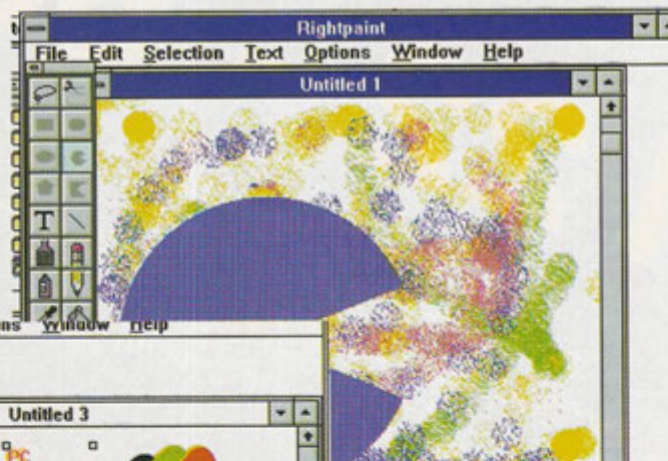 Rightpaint
File Edit Selection Text Options Window Help
Untitled 1
T
Window Help
Untitled 3